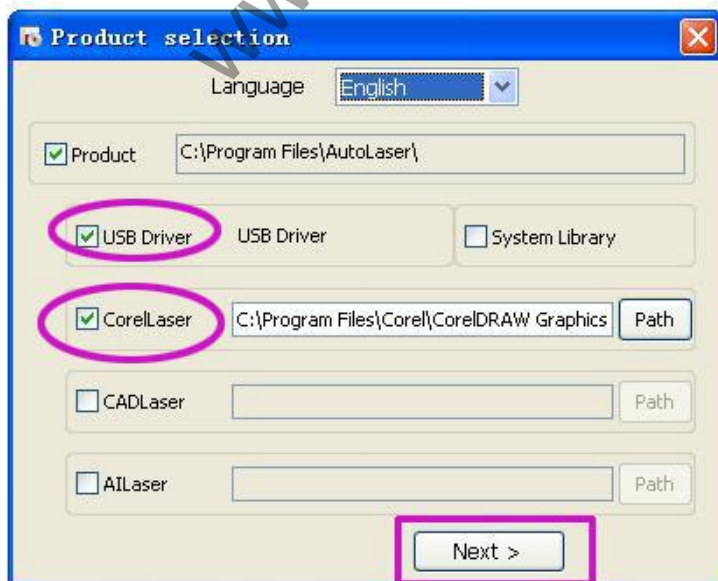 Product selection
Language English
Product C:\Program Files\AutoLaser\
USB Driver USB Driver System Library
CorelLaser C:\Program Files\Corel\CorelDRAW Graphics Path
CADLaser Path
AILaser Path
Next >